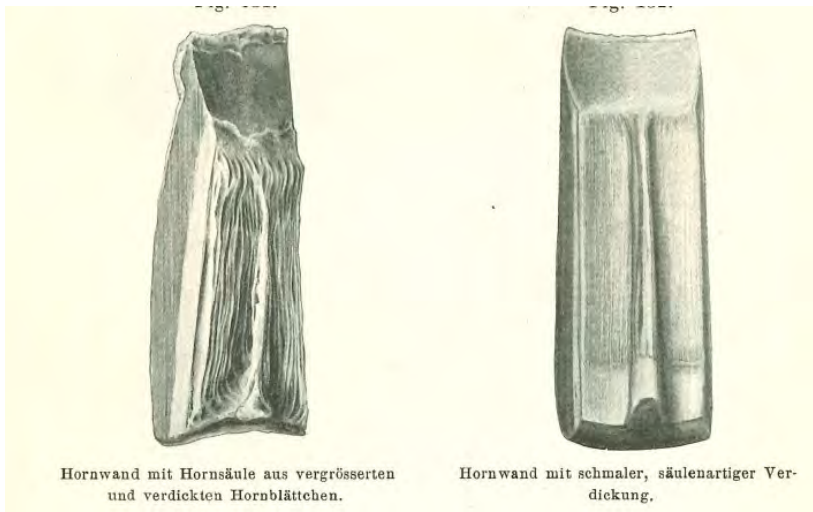 Hornwand mit Hornsäule aus vergrösserten
und verdickten Hornblättchen.
Hornwand mit schmaler, säulenartiger Ver-
dickung.